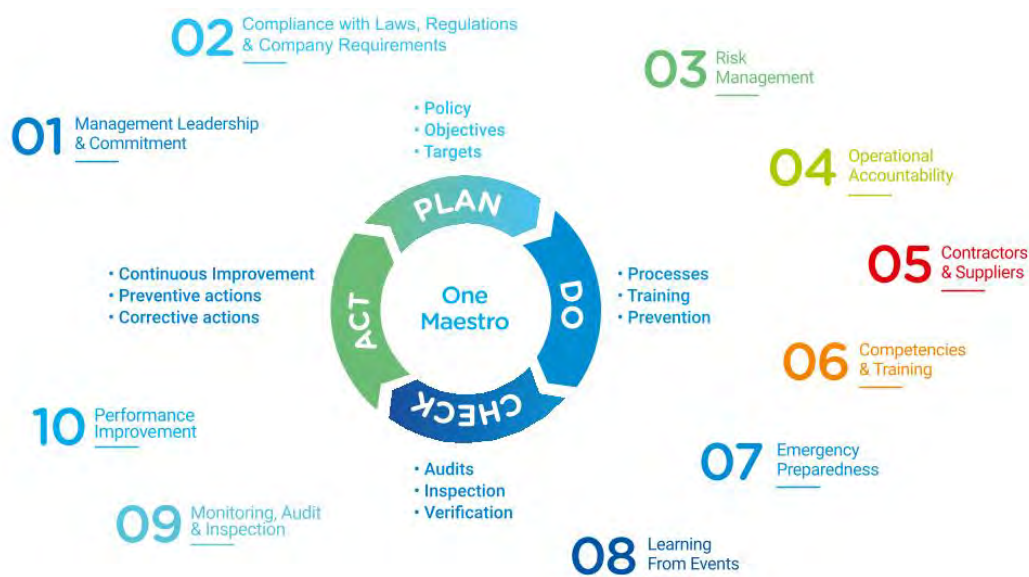 01
Management Leadership
& Commitment
02
Compliance with Laws, Regulations
& Company Requirements
03
Risk
Management
04
Operational
Accountability
05
Contractors
& Suppliers
06
Competencies
& Training
07
Emergency
Preparedness
08
Learning
From Events
09
Monitoring, Audit
& Inspection
10
Performance
Improvement
• Policy
• Objectives
• Targets
PLAN
DO
• Processes
• Training
• Prevention
CHECK
• Audits
• Inspection
• Verification
ACT
• Continuous Improvement
• Preventive actions
• Corrective actions
One
Maestro